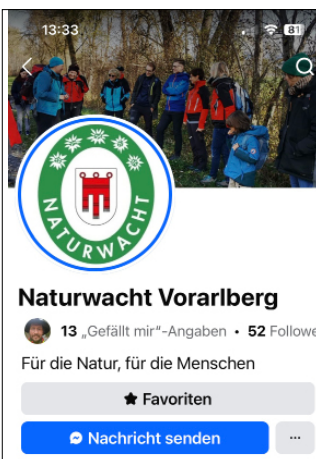 13:33
81
NATURWACHT
Naturwacht Vorarlberg
13 „Gefällt mir“-Angaben • 52 Followe
Für die Natur, für die Menschen
Favoriten
Nachricht senden